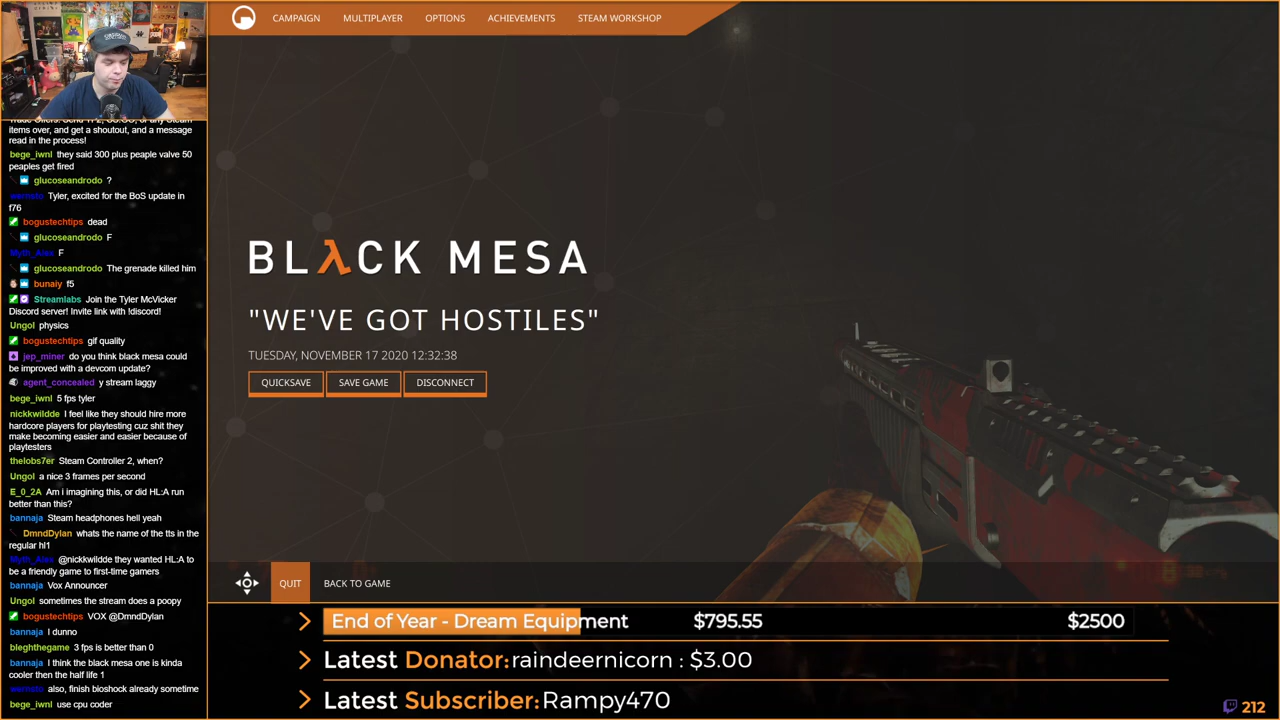 CAMPAIGN MULTIPLAYER OPTIONS ACHIEVEMENTS STEAM WORKSHOP
items over, and get a shoutout, and a message
read in the process!
bege_iwnl they said 300 plus peaple valve 50
peaples get fired
glucoseandrodo ?
Tyler, excited for the BoS update in
f76
bogustechtips dead
glucoseandrodo F
Myth_Alex F
glucoseandrodo The grenade killed him
bunaiy f5
Streamlabs Join the Tyler McVicker
Discord server! Invite link with !discord!
Ungol physics
bogustechtips gif quality
jep_miner do you think black mesa could
be improved with a devcom update?
agent_concealed y stream laggy
bege_iwnl 5 fps tyler
nickkwildde I feel like they should hire more
hardcore players for playtesting cuz shit they
make becoming easier and easier because of
playtesters
thelobs7er Steam Controller 2, when?
Ungol a nice 3 frames per second
E_0_2A Am I imagining this, or did HL:A run
better than this?
bannaja Steam headphones hell yeah
DmndDylan whats the name of the tts in the
regular hl1
Myth_Alex @nickwildde they wanted HL:A to
be a friendly game to first-time gamers
bannaja Vox Announcer
Ungol sometimes the stream does a poopy
bogustechtips VOX @DmndDylan
bannaja I dunno
bleghthegame 3 fps is better than 0
bannaja I think the black mesa one is kinda
cooler then the half life 1
also, finish bioshock already sometime
bege_iwnl use cpu coder
BLλCK MESA
"WE'VE GOT HOSTILES"
TUESDAY, NOVEMBER 17 2020 12:32:38
QUICKSAVE SAVE GAME DISCONNECT
QUIT BACK TO GAME
End of Year - Dream Equipment $795.55 $2500
Latest Donator: raindeernicorn : $3.00
Latest Subscriber: Rampy470
212